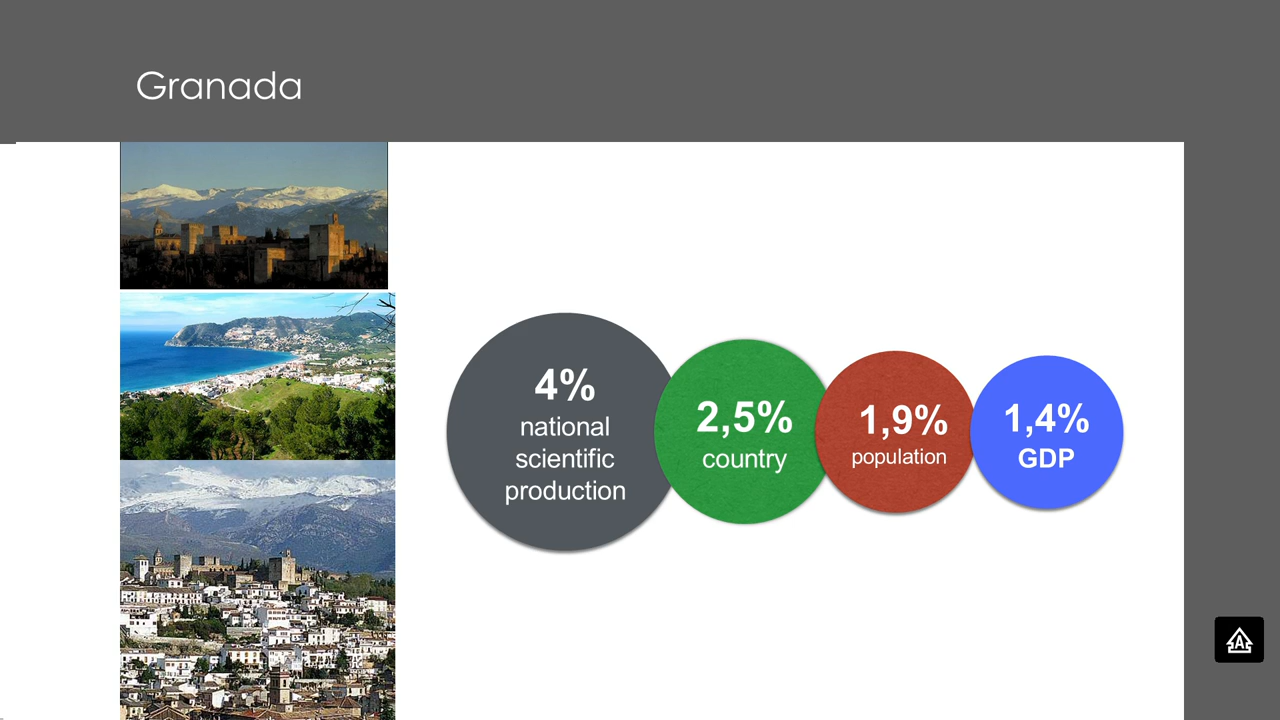 Granada
4%
national
scientific
production
2,5%
country
1,9%
population
1,4%
GDP
A